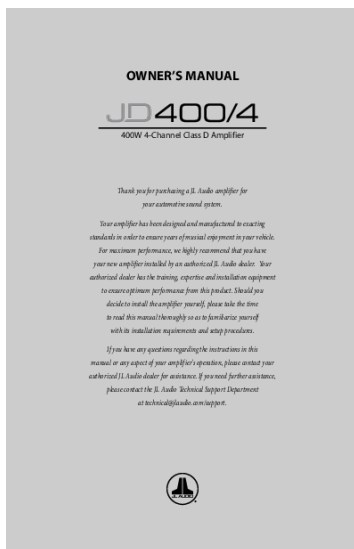 OWNER'S MANUAL
JD400/4
400W 4-Channel Class D Amplifier
Thank you for purchasing a JL Audio amplifier for
your automotive sound system.
Your amplifier has been designed and manufactured to exacting
standards in order to ensure years of musical enjoyment in your vehicle.
For maximum performance, we highly recommend that you have
your new amplifier installed by an authorized JL Audio dealer. Your
authorized dealer has the training, expertise and installation equipment
to ensure optimum performance from this product. Should you
decide to install the amplifier yourself, please take the time
to read this manual thoroughly so as to familiarize yourself
with its installation requirements and setup procedures.
If you have any questions regarding the instructions in this
manual or any aspect of your amplifier's operation, please contact your
authorized JL Audio dealer for assistance. If you need further assistance,
please contact the JL Audio Technical Support Department
at technical@jlaudio.com/support.
JL AUDIO